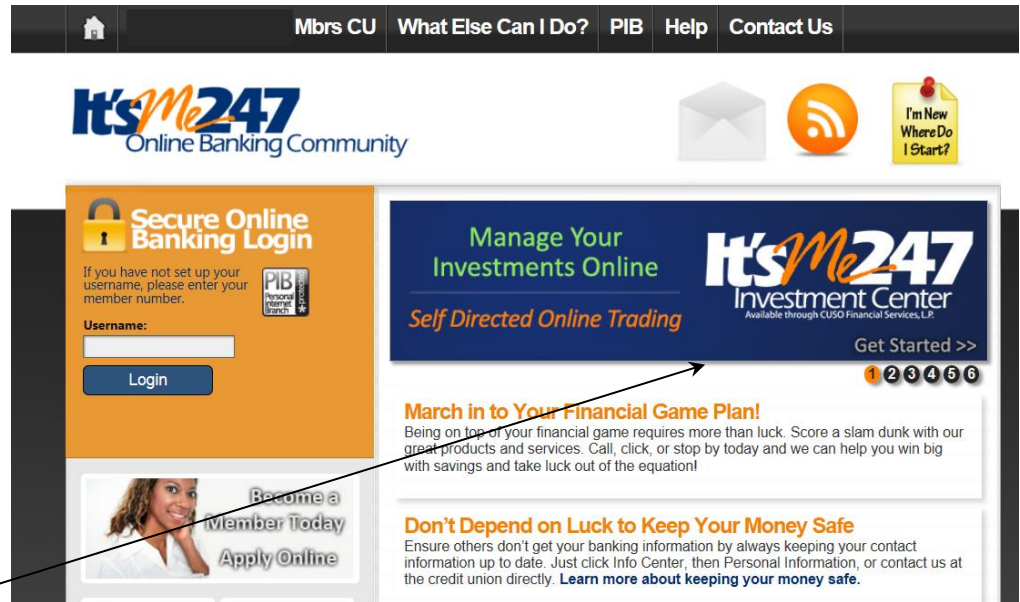 Mbrs CU What Else Can I Do? PIB Help Contact Us
It'sMe247
Online Banking Community
I'm New
Where Do
I Start?
Secure Online
Banking Login
If you have not set up your
username, please enter your
member number.
PIB
Personal
Internet
Branch
protected
Username:
Login
Manage Your
Investments Online
Self Directed Online Trading
It'sMe247
Investment Center
Available through CUSO Financial Services, L.P.
Get Started >>
1 2 3 4 5 6
Become a
Member Today
Apply Online
March in to Your Financial Game Plan!
Being on top of your financial game requires more than luck. Score a slam dunk with our
great products and services. Call, click, or stop by today and we can help you win big
with savings and take luck out of the equation!
Don't Depend on Luck to Keep Your Money Safe
Ensure others don't get your banking information by always keeping your contact
information up to date. Just click Info Center, then Personal Information, or contact us at
the credit union directly. Learn more about keeping your money safe.